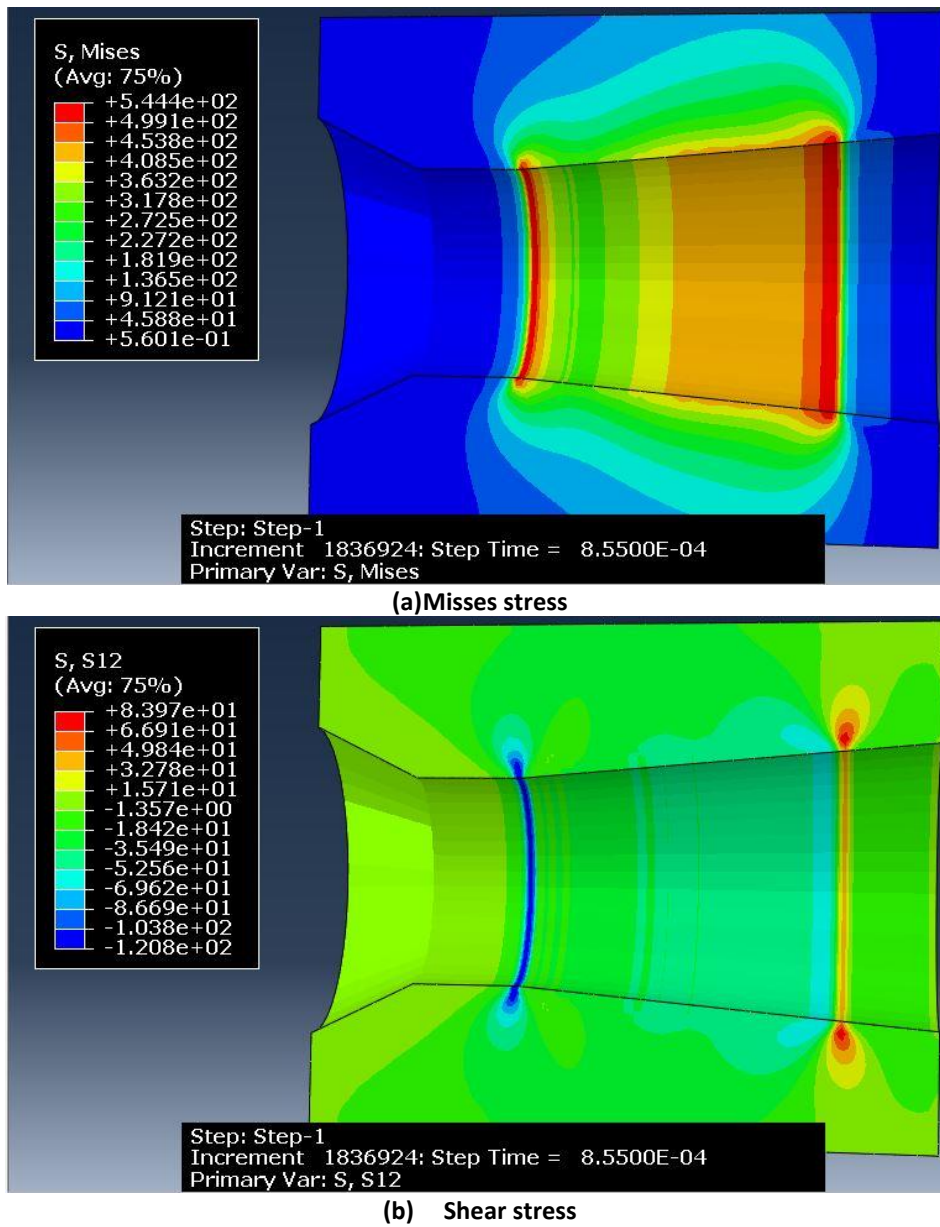 S, Mises
(Avg: 75%)
+5.444e+02
+4.991e+02
+4.538e+02
+4.085e+02
+3.632e+02
+3.178e+02
+2.725e+02
+2.272e+02
+1.819e+02
+1.365e+02
+9.121e+01
+4.588e+01
+5.601e-01
Step: Step-1
Increment 1836924: Step Time = 8.5500E-04
Primary Var: S, Mises
(a)Misses stress
S, S12
(Avg: 75%)
+8.397e+01
+6.691e+01
+4.984e+01
+3.278e+01
+1.571e+01
-1.357e+00
-1.842e+01
-3.549e+01
-5.256e+01
-6.962e+01
-8.669e+01
-1.038e+02
-1.208e+02
Step: Step-1
Increment 1836924: Step Time = 8.5500E-04
Primary Var: S, S12
(b) Shear stress